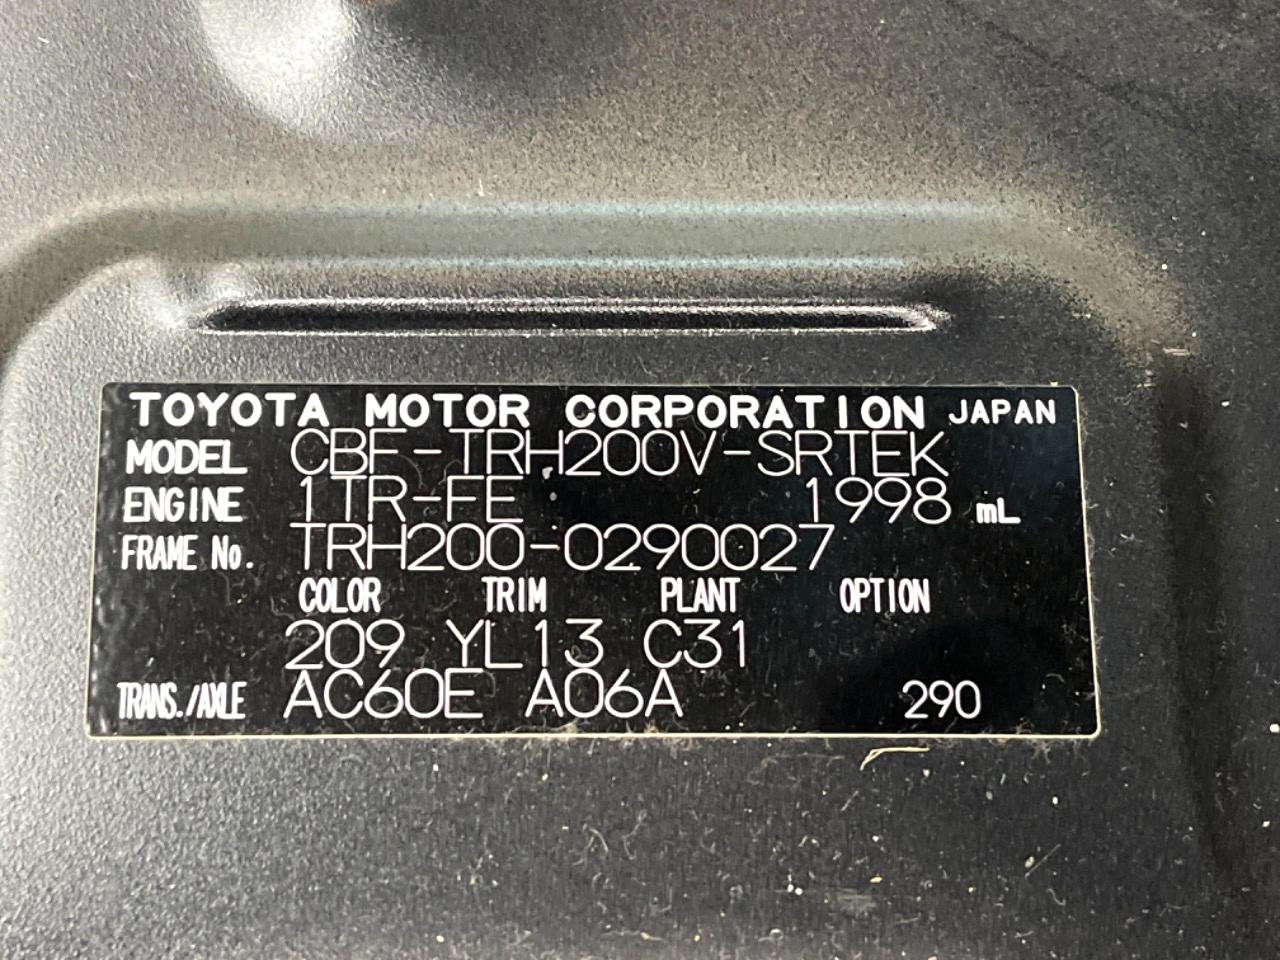 TOYOTA MOTOR CORPORATION JAPAN
MODEL CBF-TRH200V-SRTEK
ENGINE 1TR-FE 1998 mL
FRAME No. TRH200-0290027
COLOR TRIM PLANT OPTION
209 YL13 C31
TRANS./AXLE AC60E A06A 290